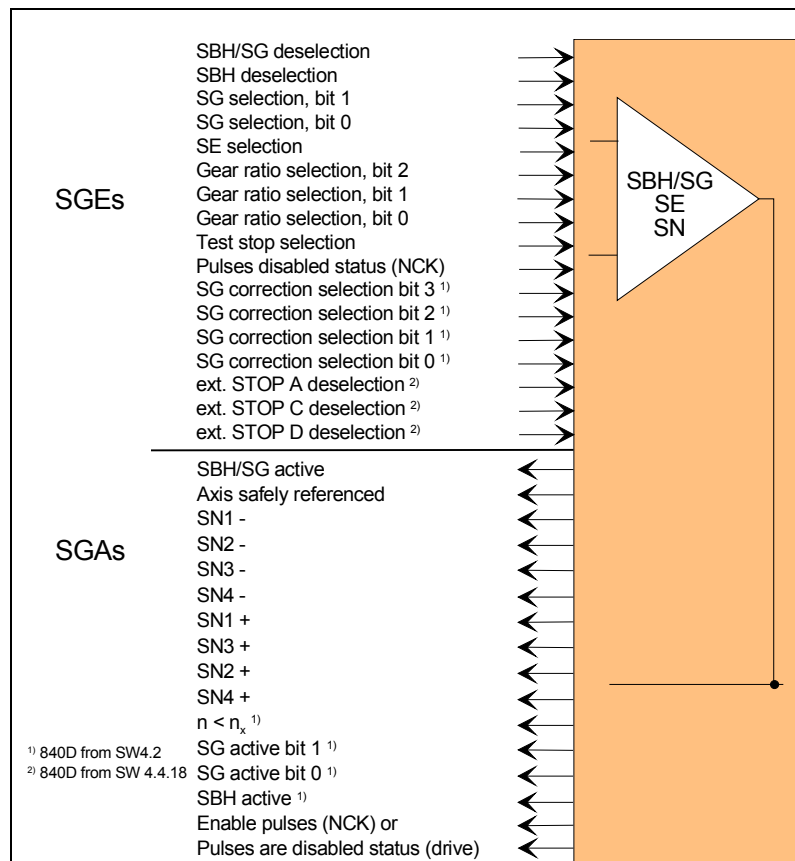 SGEs
SBH/SG deselection
SBH deselection
SG selection, bit 1
SG selection, bit 0
SE selection
Gear ratio selection, bit 2
Gear ratio selection, bit 1
Gear ratio selection, bit 0
Test stop selection
Pulses disabled status (NCK)
SG correction selection bit 3 1)
SG correction selection bit 2 1)
SG correction selection bit 1 1)
SG correction selection bit 0 1)
ext. STOP A deselection 2)
ext. STOP C deselection 2)
ext. STOP D deselection 2)
SBH/SG
SE
SN
SGAs
SBH/SG active
Axis safely referenced
SN1 -
SN2 -
SN3 -
SN4 -
SN1 +
SN3 +
SN2 +
SN4 +
n < nx 1)
SG active bit 1 1)
SG active bit 0 1)
SBH active 1)
Enable pulses (NCK) or
Pulses are disabled status (drive)
1) 840D from SW4.2
2) 840D from SW 4.4.18